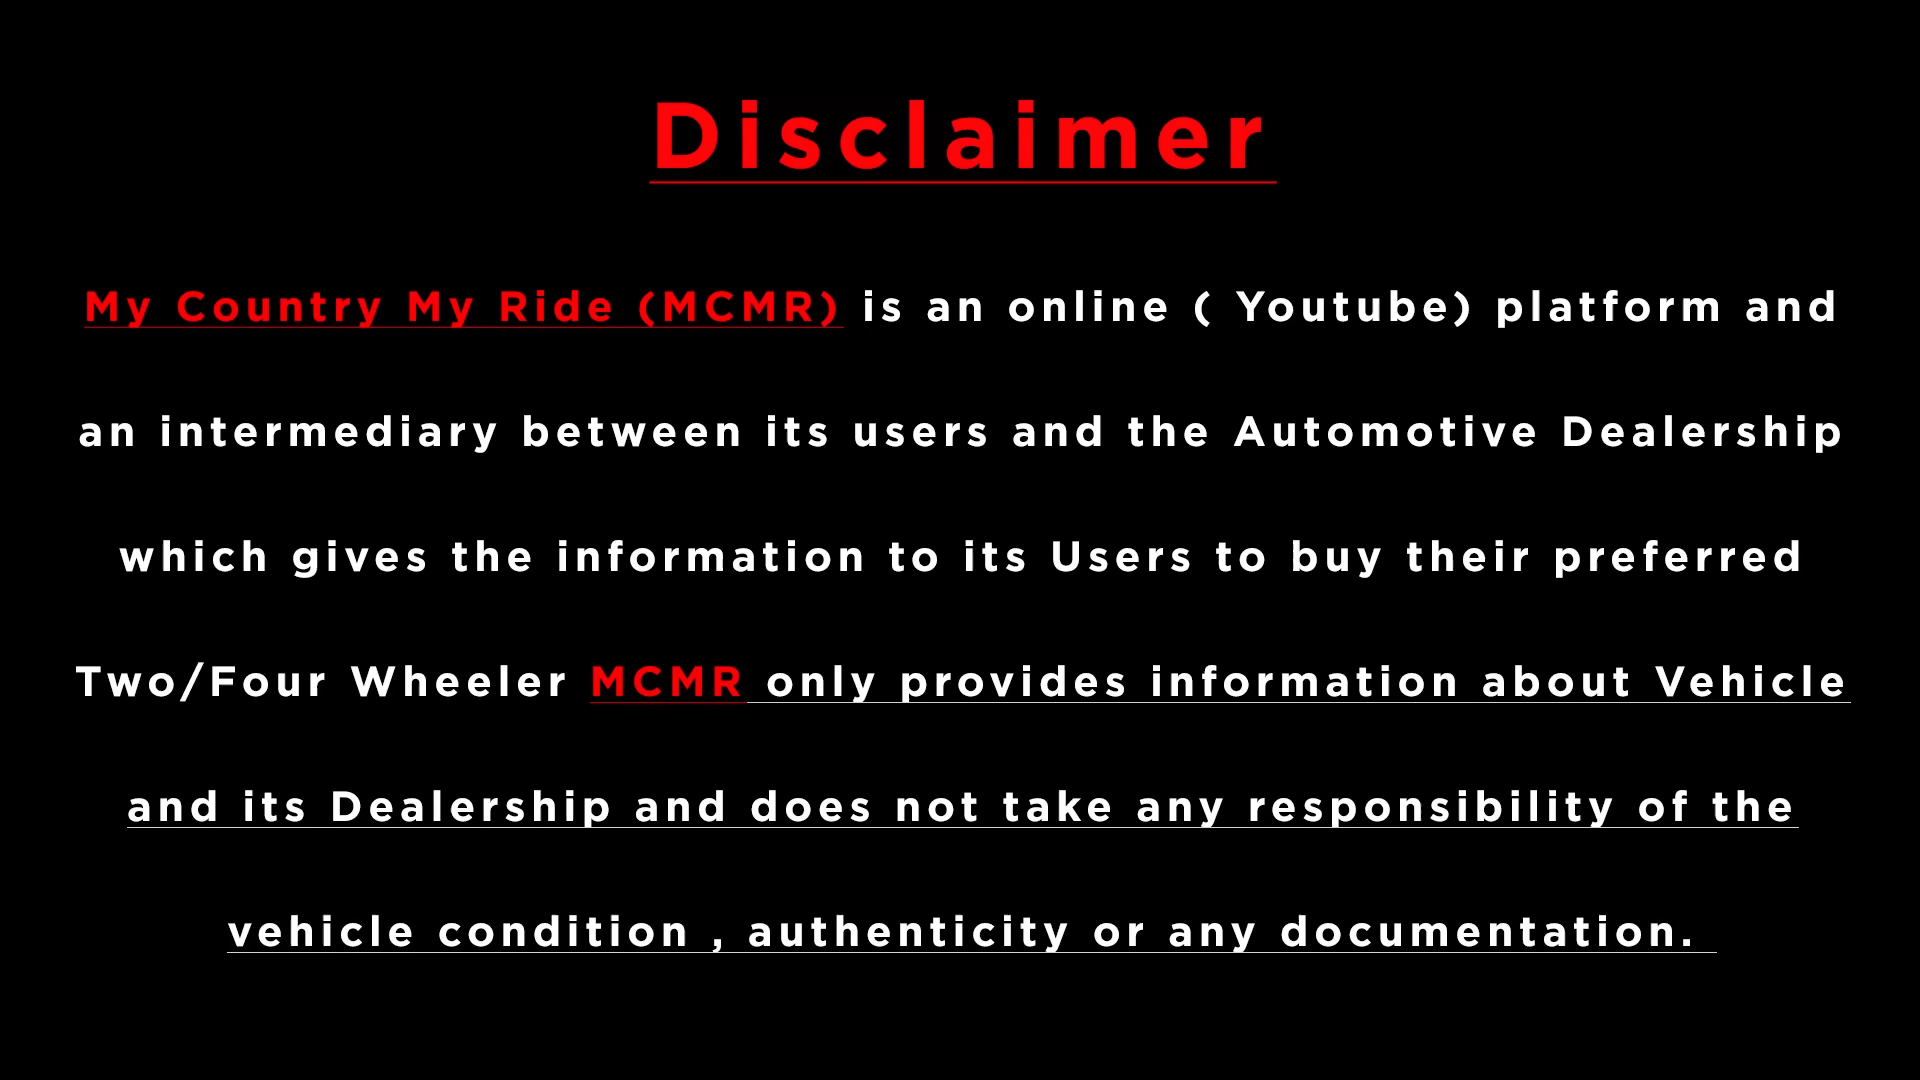 Disclaimer
My Country My Ride (MCMR) is an online ( Youtube) platform and
an intermediary between its users and the Automotive Dealership
which gives the information to its Users to buy their preferred
Two/Four Wheeler MCMR only provides information about Vehicle
and its Dealership and does not take any responsibility of the
vehicle condition , authenticity or any documentation.